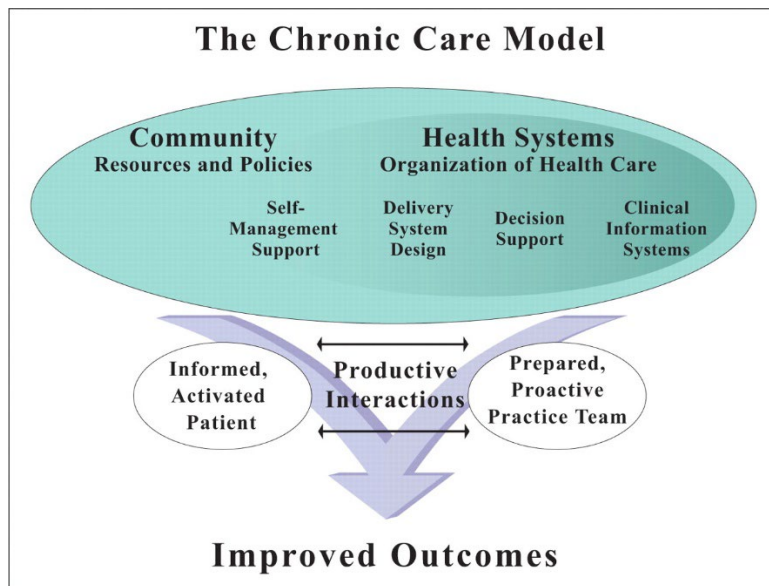 The Chronic Care Model
Community
Resources and Policies
Health Systems
Organization of Health Care
Self-
Management
Support
Delivery
System
Design
Decision
Support
Clinical
Information
Systems
Informed,
Activated
Patient
Productive
Interactions
Prepared,
Proactive
Practice Team
Improved Outcomes